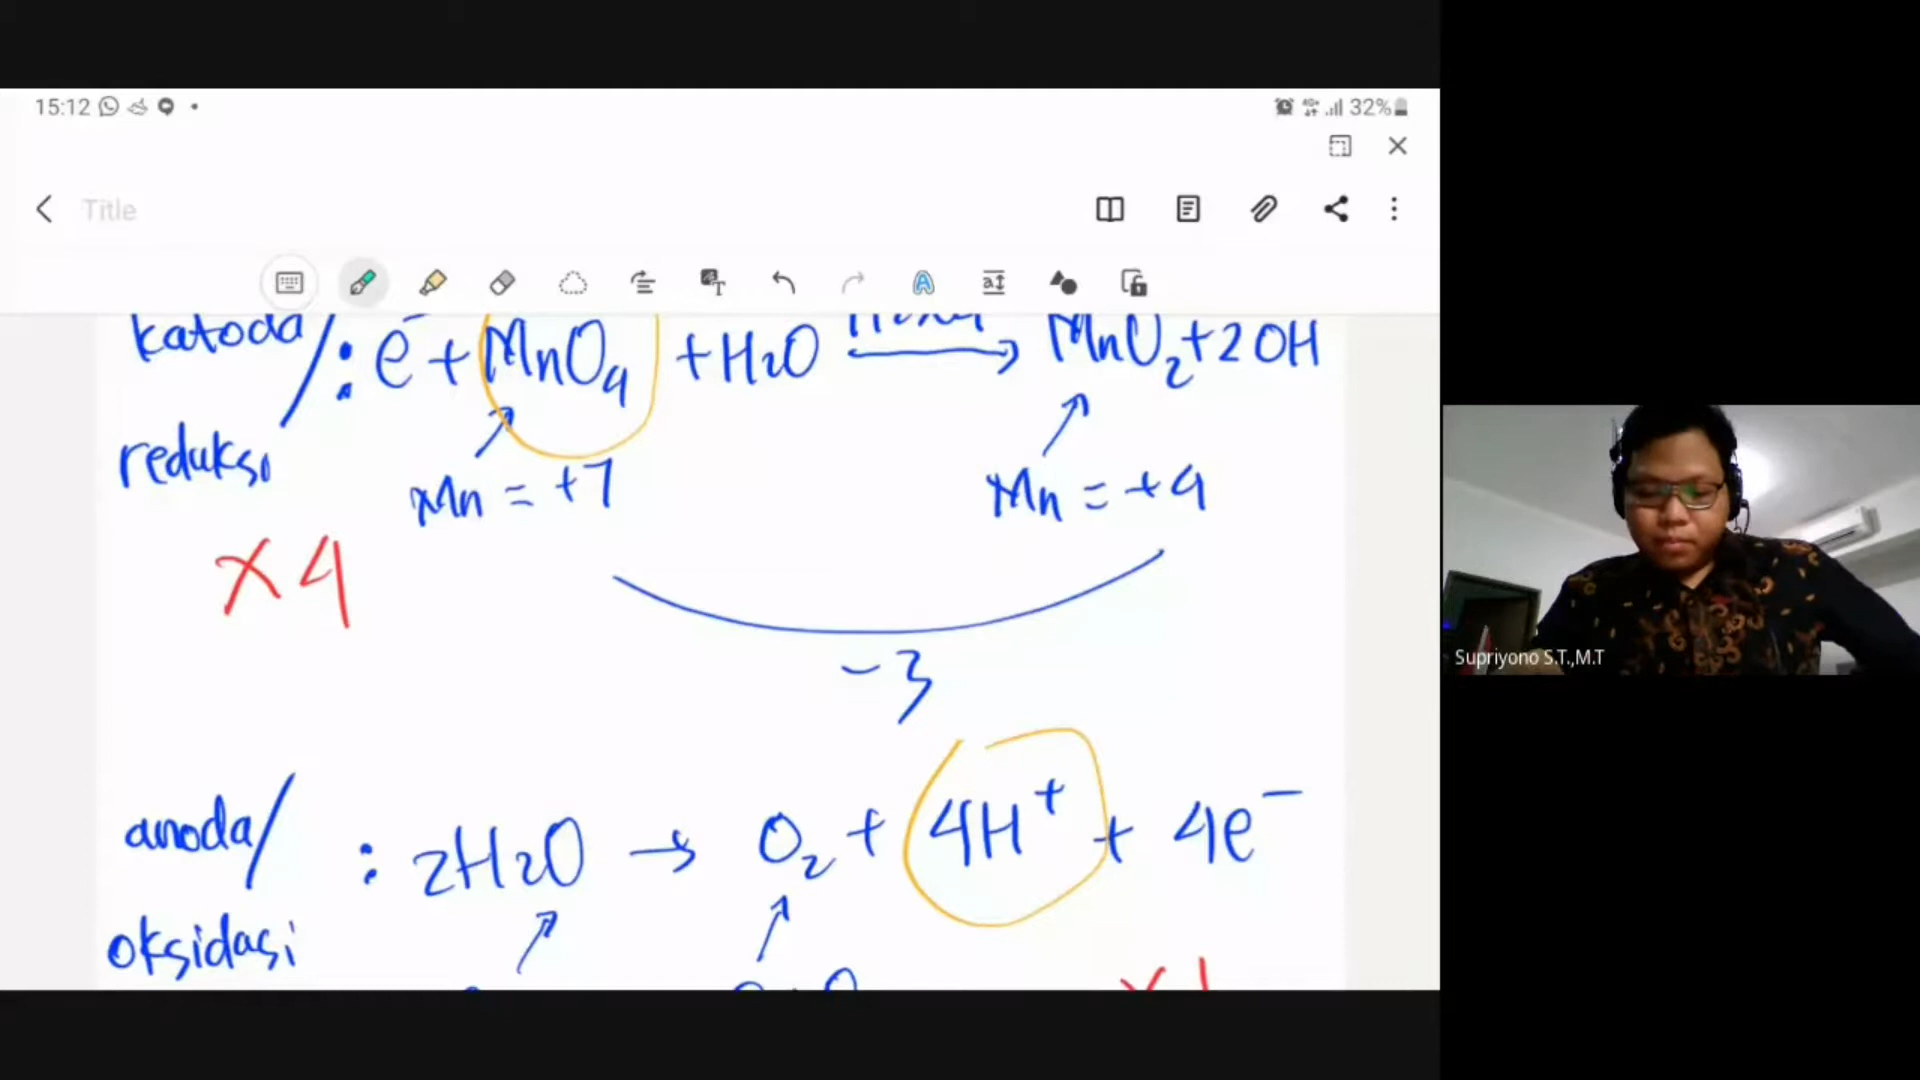 15:12
32%
Title
katoda/ : e⁻ + MnO4 + H2O → MnO2 + 2OH
reduksi
Mn = +7
Mn = +4
x4
-3
anoda/ : 2H2O → O2 + 4H⁺ + 4e⁻
oksidasi
Supriyono S.T.,M.T